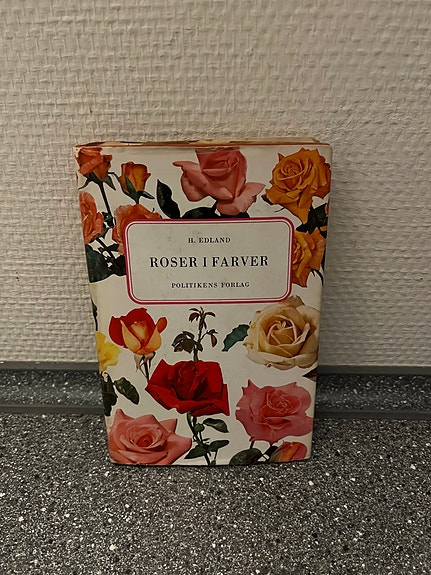 H. EDLAND
ROSER I FARVER
POLITIKENS FORLAG